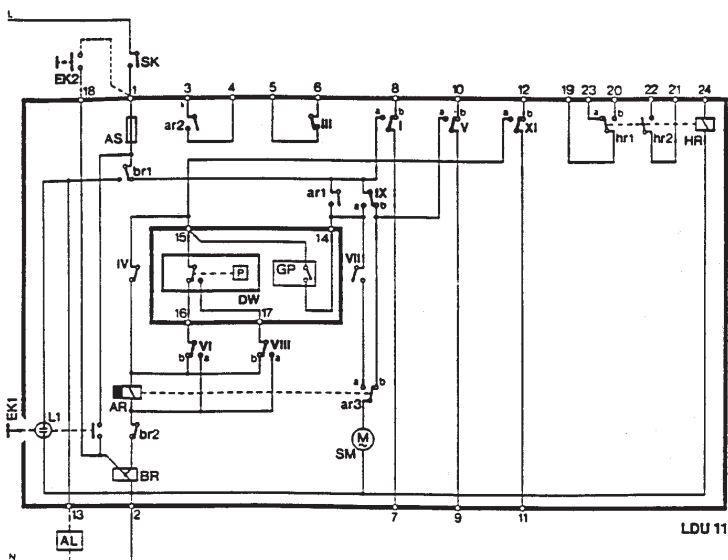 L
EK2
SK
18 1 3 4 5 6 8 10 12 19 23 20 22 21 24
AS
ar2
III
a b I
a b V
a b XI
a b hr1
hr2
HR
br1
ar1
IX
a b
15 14
IV
P
GP
VII
DW
16 17
VI
b a
VIII
b a
AR
a b
ar3
EK1
L1
br2
M
SM
BR
13 2 7 9 11
LDU 11
AL
N